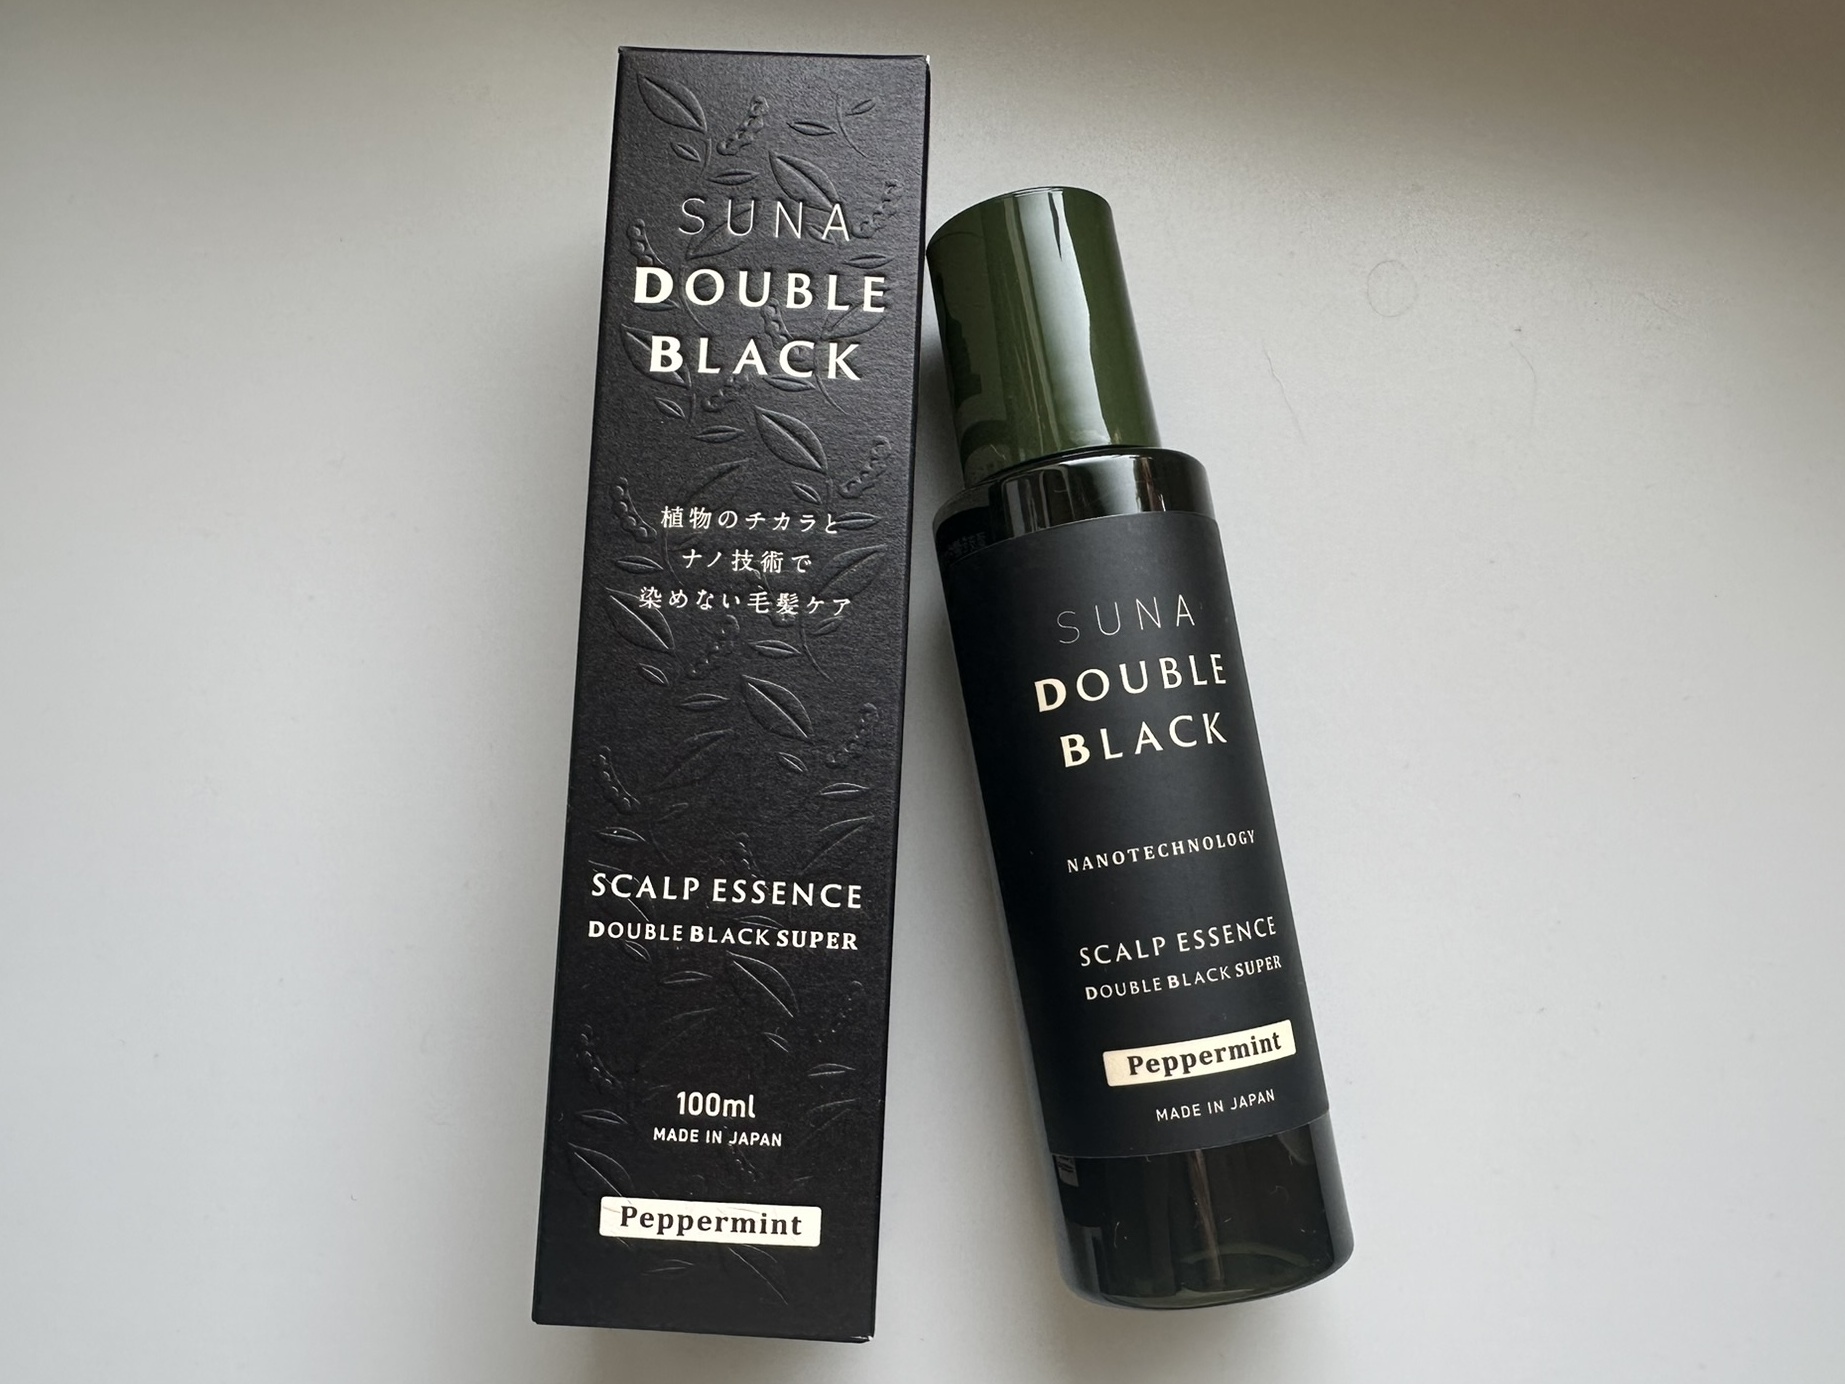 SUNA
DOUBLE
BLACK
植物のチカラと
ナノ技術で
染めない毛髪ケア
SCALP ESSENCE
DOUBLE BLACK SUPER
100ml
MADE IN JAPAN
Peppermint
SUNA
DOUBLE
BLACK
NANOTECHNOLOGY
SCALP ESSENCE
DOUBLE BLACK SUPER
Peppermint
MADE IN JAPAN